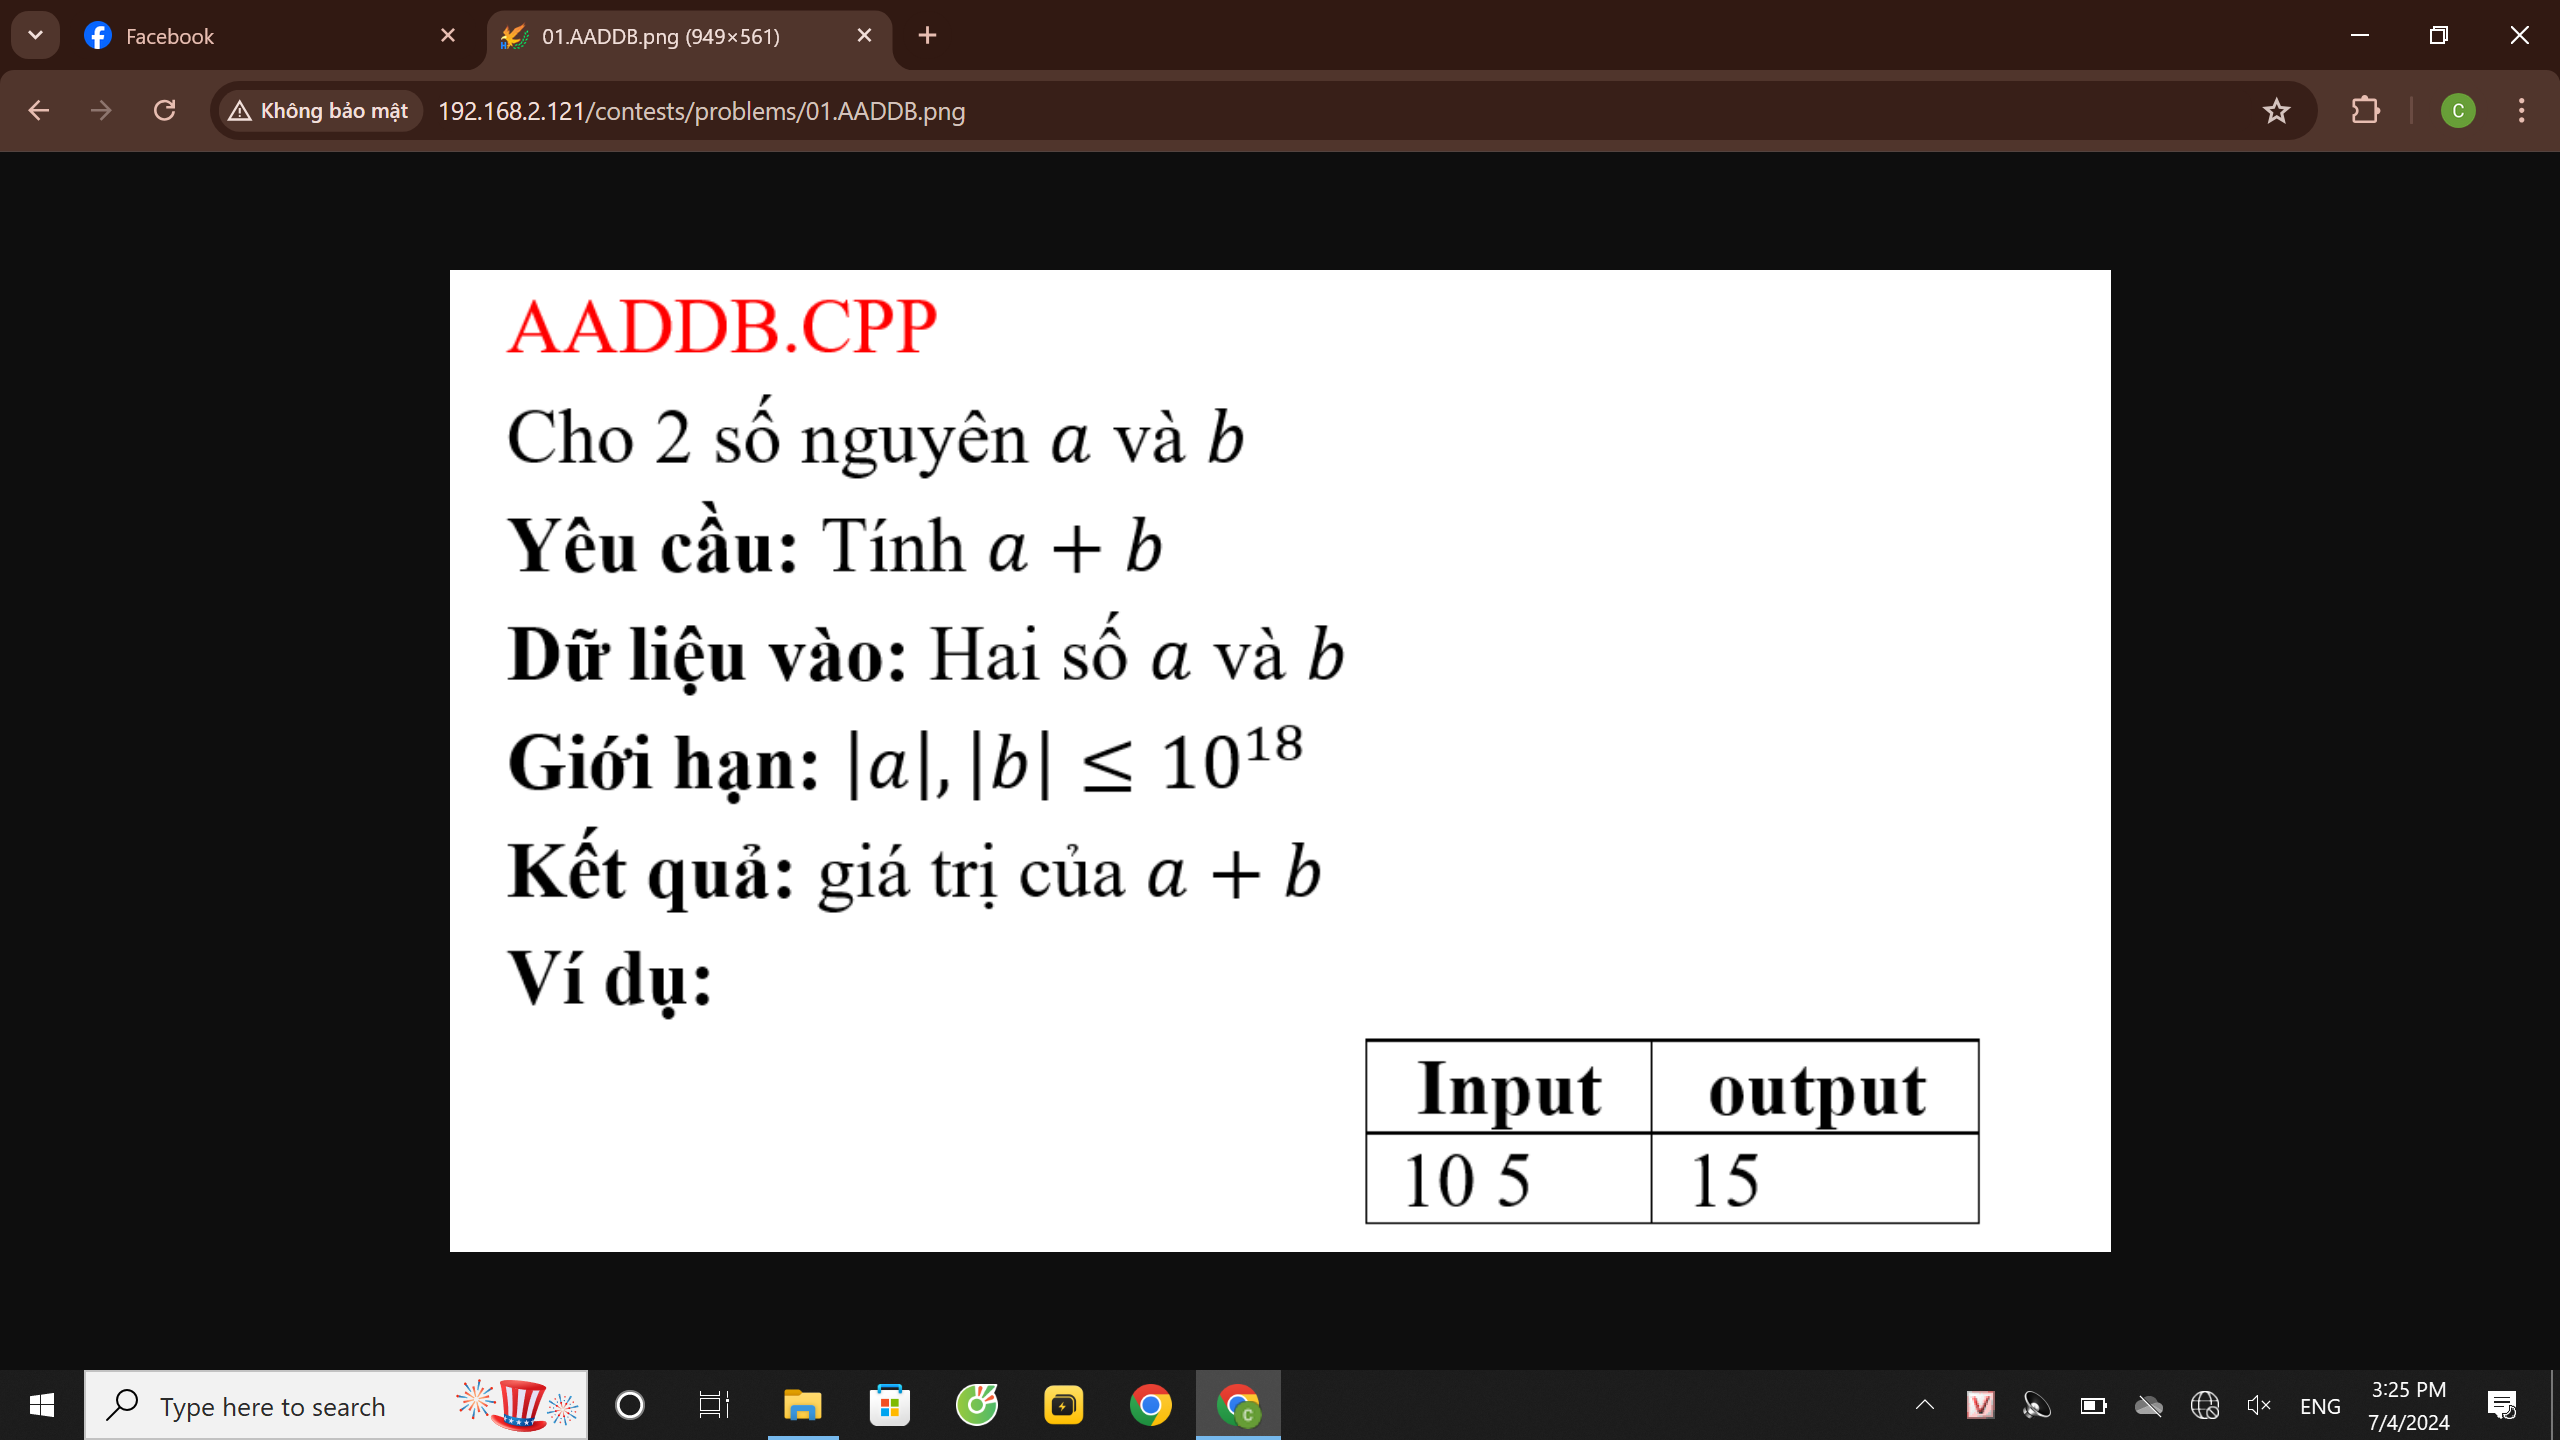 Facebook
01.AADDB.png (949×561)
Không bảo mật
192.168.2.121/contests/problems/01.AADDB.png
C
AADDB.CPP
Cho 2 số nguyên a và b
Yêu cầu: Tính a + b
Dữ liệu vào: Hai số a và b
Giới hạn: |a|, |b| ≤ 10¹⁸
Kết quả: giá trị của a + b
Ví dụ:
Input output
10 5 15
Type here to search
C
V
ENG
3:25 PM
7/4/2024